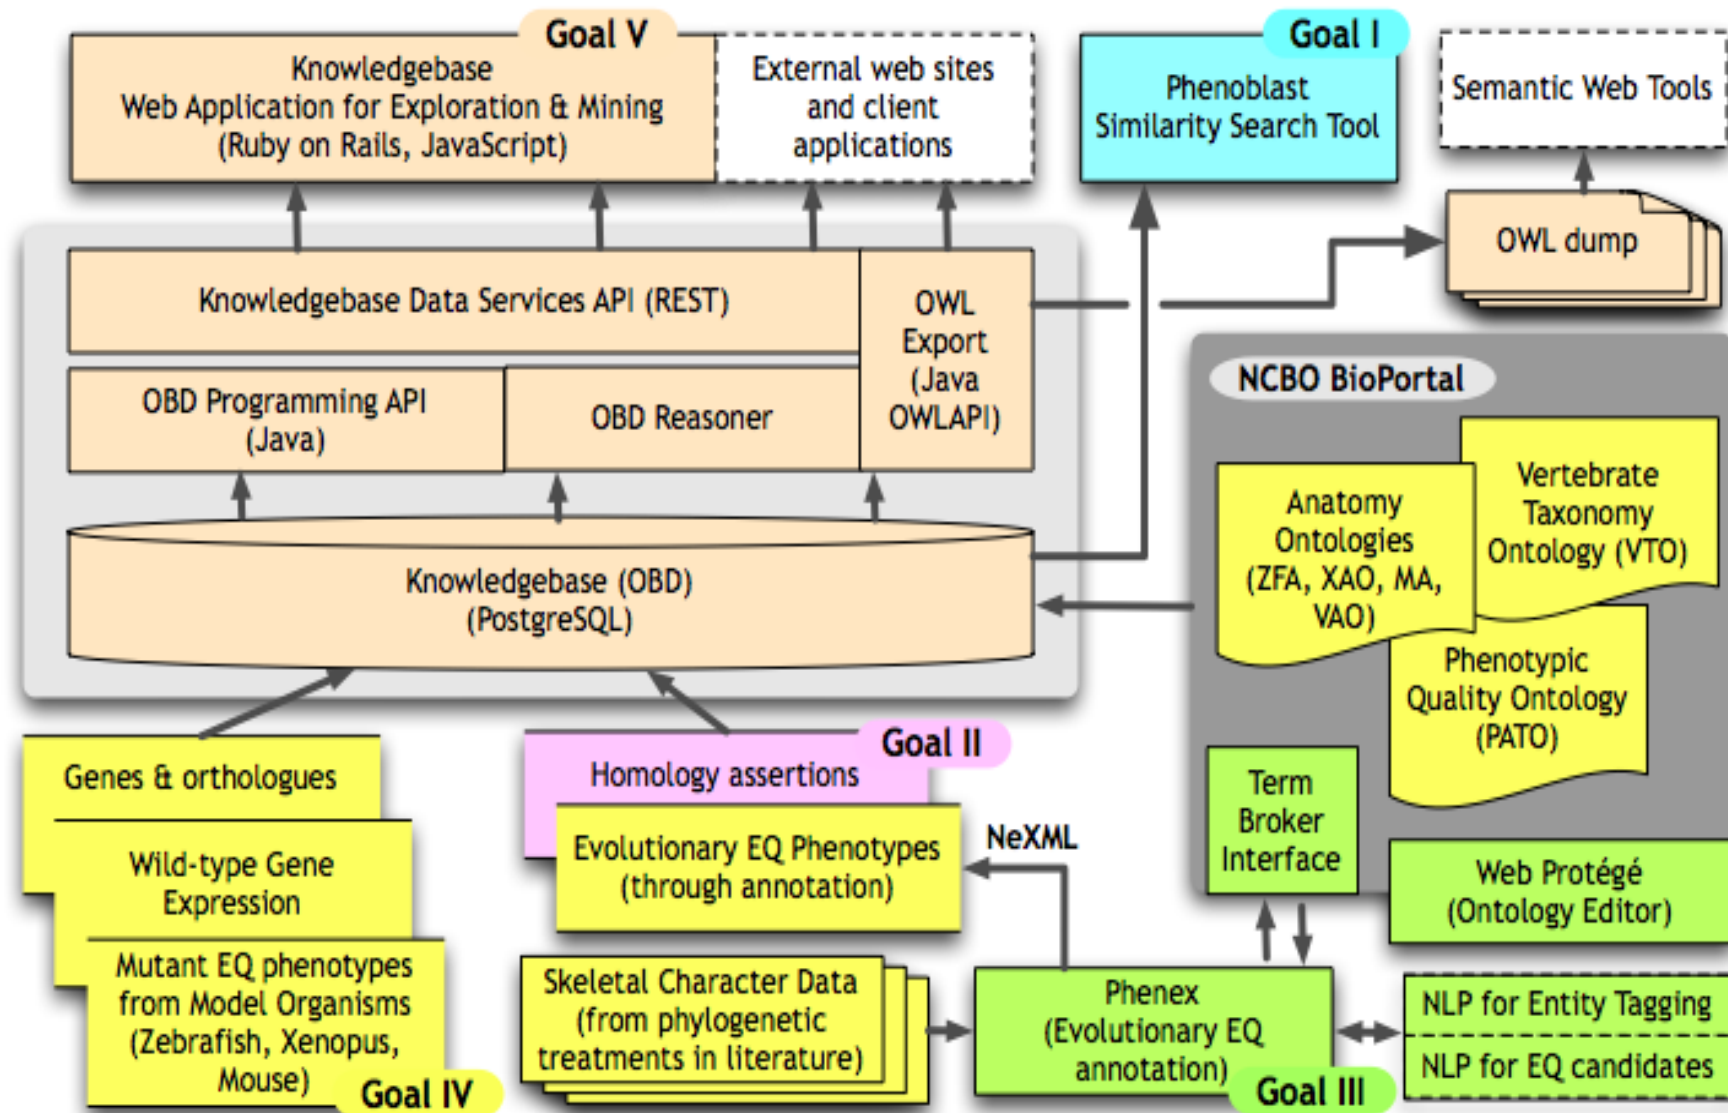 Goal V
Knowledgebase
Web Application for Exploration & Mining
(Ruby on Rails, JavaScript)
External web sites
and client
applications
Goal I
Phenoblast
Similarity Search Tool
Semantic Web Tools
OWL dump
Knowledgebase Data Services API (REST)
OWL
Export
(Java
OWLAPI)
OBD Programming API
(Java)
OBD Reasoner
Knowledgebase (OBD)
(PostgreSQL)
NCBO BioPortal
Vertebrate
Taxonomy
Ontology (VTO)
Anatomy
Ontologies
(ZFA, XAO, MA,
VAO)
Phenotypic
Quality Ontology
(PATO)
Term
Broker
Interface
Web Protégé
(Ontology Editor)
Genes & orthologues
Wild-type Gene
Expression
Mutant EQ phenotypes
from Model Organisms
(Zebrafish, Xenopus,
Mouse)
Goal IV
Goal II
Homology assertions
Evolutionary EQ Phenotypes
(through annotation)
NeXML
Skeletal Character Data
(from phylogenetic
treatments in literature)
Phenex
(Evolutionary EQ
annotation)
Goal III
NLP for Entity Tagging
NLP for EQ candidates